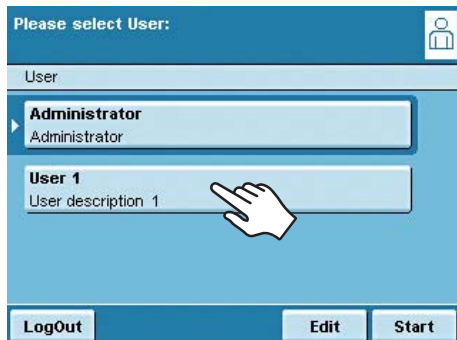 Please select User:
User
Administrator
Administrator
User 1
User description 1
LogOut Edit Start